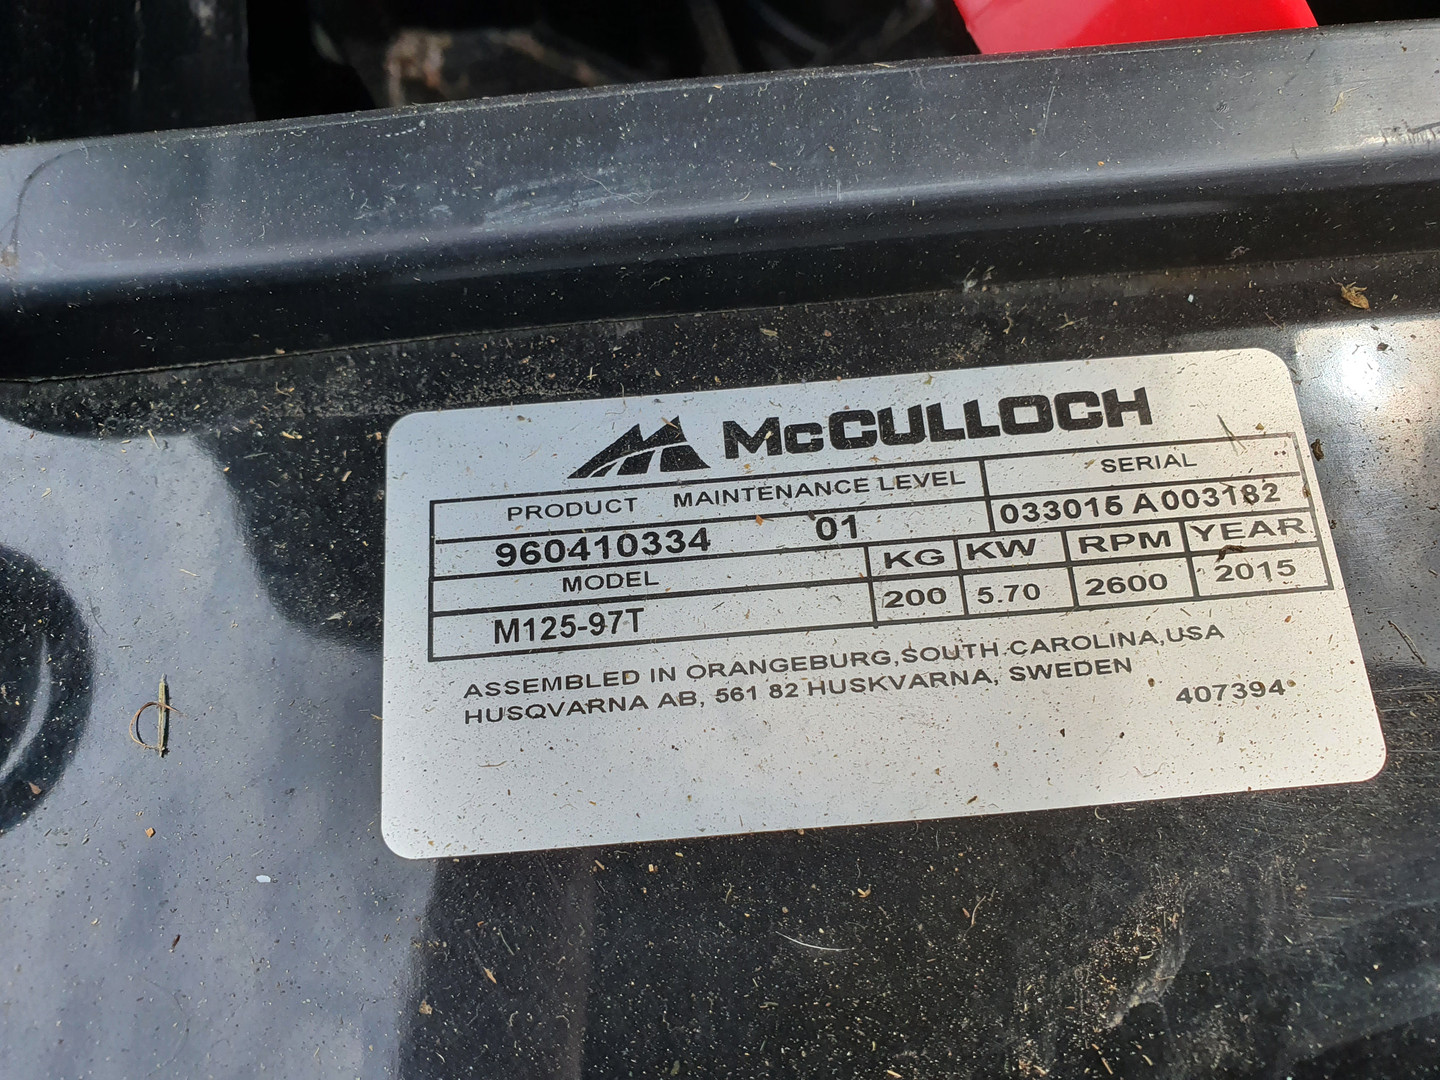 McCULLOCH
PRODUCT MAINTENANCE LEVEL SERIAL
960410334 01 033015 A 003182
MODEL KG KW RPM YEAR
M125-97T 200 5.70 2600 2015
ASSEMBLED IN ORANGEBURG,SOUTH CAROLINA,USA
HUSQVARNA AB, 561 82 HUSKVARNA, SWEDEN
407394